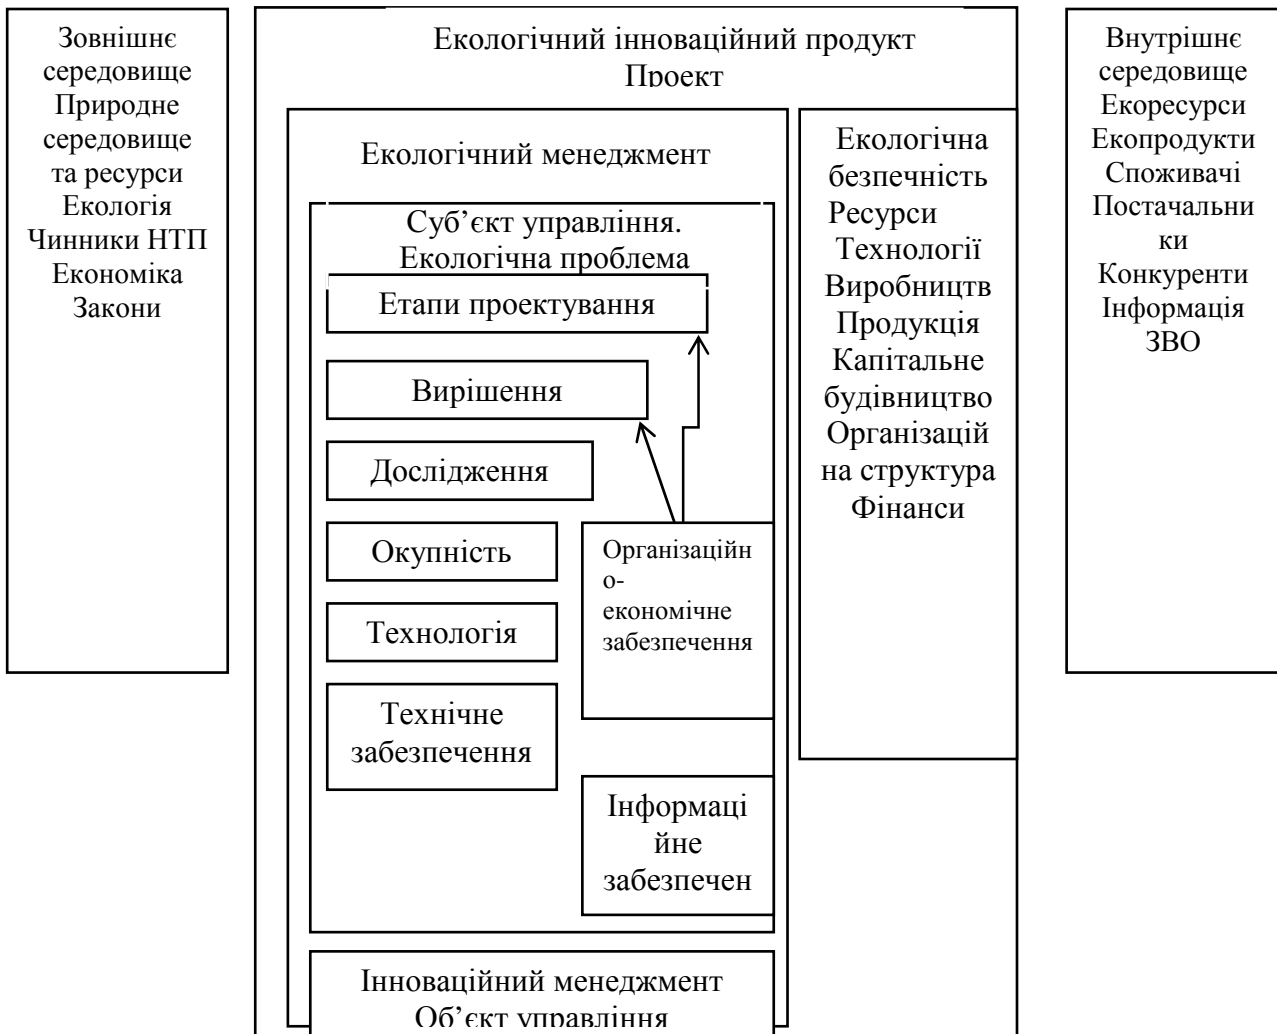 Зовнішнє
середовище
Природне
середовище
та ресурси
Екологія
Чинники НТП
Економіка
Закони
Екологічний інноваційний продукт
Проект
Екологічний менеджмент
Суб’єкт управління.
Екологічна проблема
Етапи проектування
Вирішення
Дослідження
Окупність
Технологія
Технічне
забезпечення
Організаційн
о-
економічне
забезпечення
Інформаці
йне
забезпечен
Інноваційний менеджмент
Об’єкт управління
Екологічна
безпечність
Ресурси
Технології
Виробництв
Продукція
Капітальне
будівництво
Організацій
на структура
Фінанси
Внутрішнє
середовище
Екоресурси
Екопродукти
Споживачі
Постачальни
ки
Конкуренти
Інформація
ЗВО